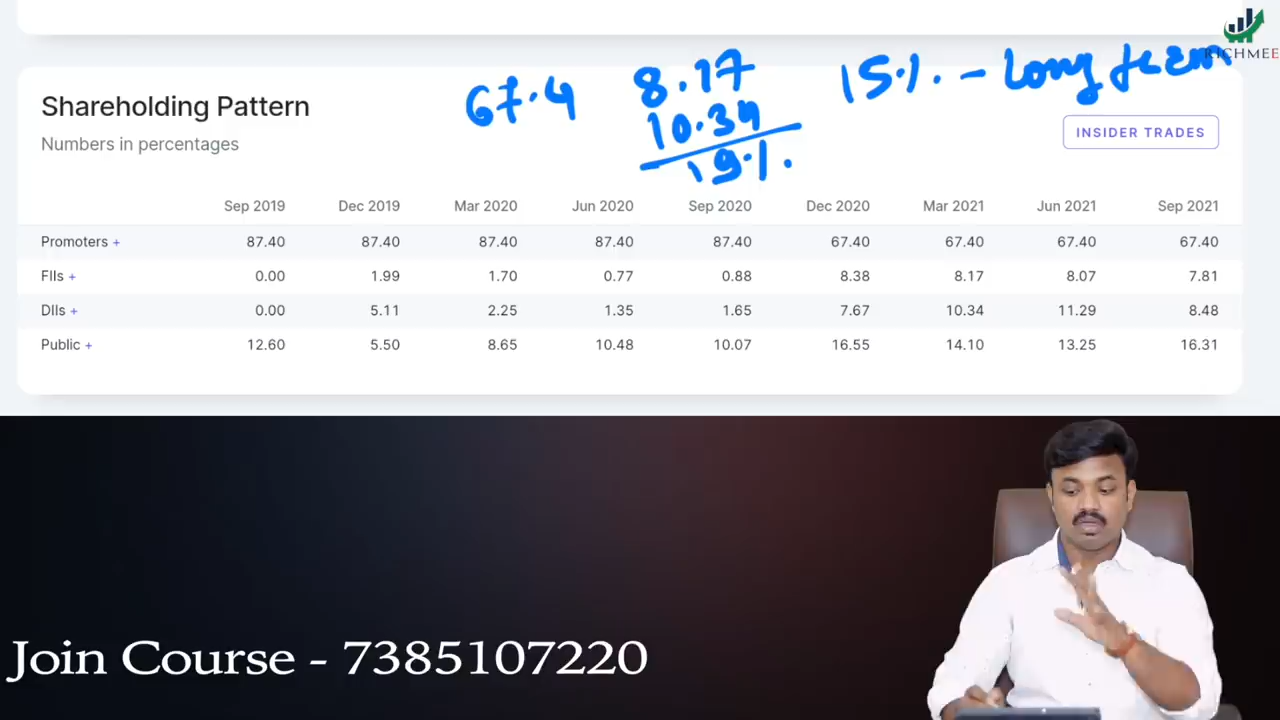 RICHMEE
67.4 8.17 15%. - Long term
10.34
19%.
Shareholding Pattern
Numbers in percentages
INSIDER TRADES
Sep 2019 Dec 2019 Mar 2020 Jun 2020 Sep 2020 Dec 2020 Mar 2021 Jun 2021 Sep 2021
Promoters + 87.40 87.40 87.40 87.40 87.40 67.40 67.40 67.40 67.40
FIIs + 0.00 1.99 1.70 0.77 0.88 8.38 8.17 8.07 7.81
DIIs + 0.00 5.11 2.25 1.35 1.65 7.67 10.34 11.29 8.48
Public + 12.60 5.50 8.65 10.48 10.07 16.55 14.10 13.25 16.31
Join Course - 7385107220